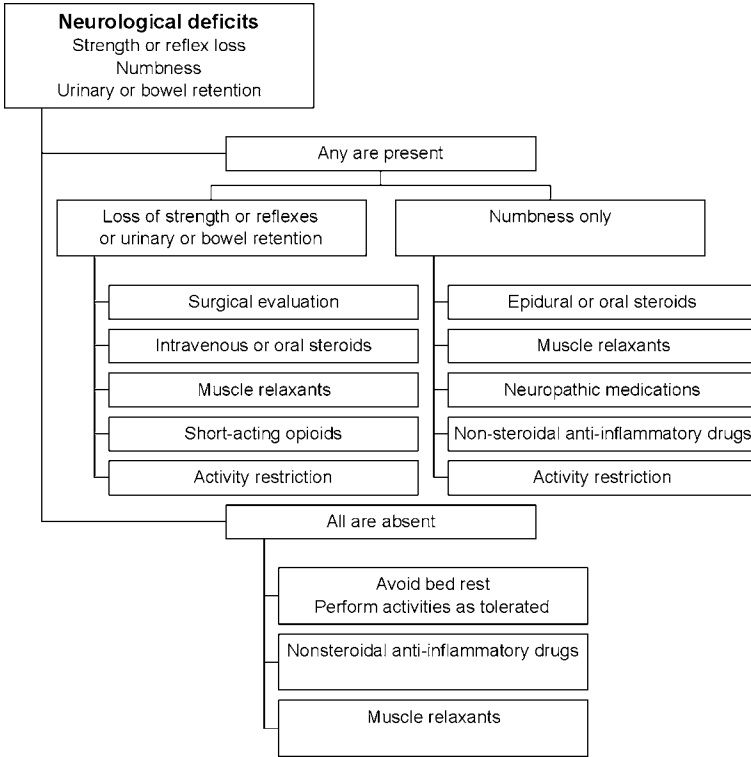 Neurological deficits
Strength or reflex loss
Numbness
Urinary or bowel retention
Any are present
Loss of strength or reflexes
or urinary or bowel retention
Surgical evaluation
Intravenous or oral steroids
Muscle relaxants
Short-acting opioids
Activity restriction
Numbness only
Epidural or oral steroids
Muscle relaxants
Neuropathic medications
Non-steroidal anti-inflammatory drugs
Activity restriction
All are absent
Avoid bed rest
Perform activities as tolerated
Nonsteroidal anti-inflammatory drugs
Muscle relaxants